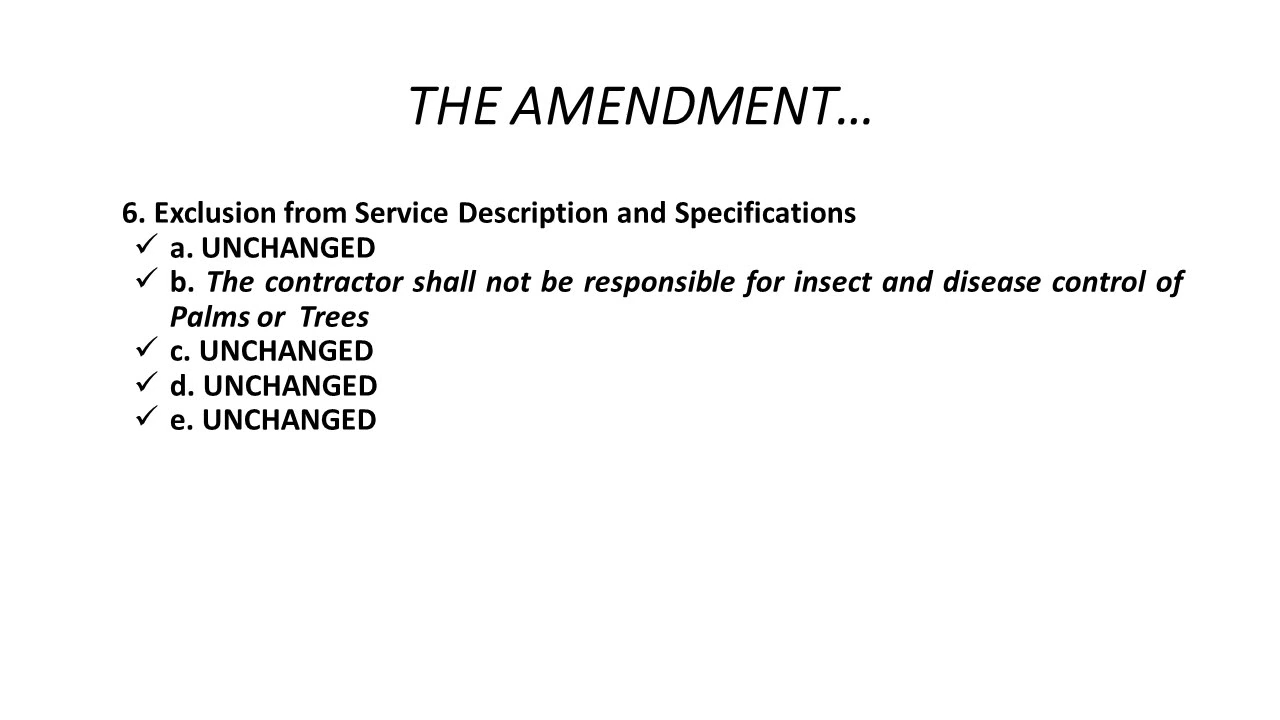 THE AMENDMENT...
6. Exclusion from Service Description and Specifications
✓ a. UNCHANGED
✓ b. The contractor shall not be responsible for insect and disease control of
Palms or  Trees
✓ c. UNCHANGED
✓ d. UNCHANGED
✓ e. UNCHANGED